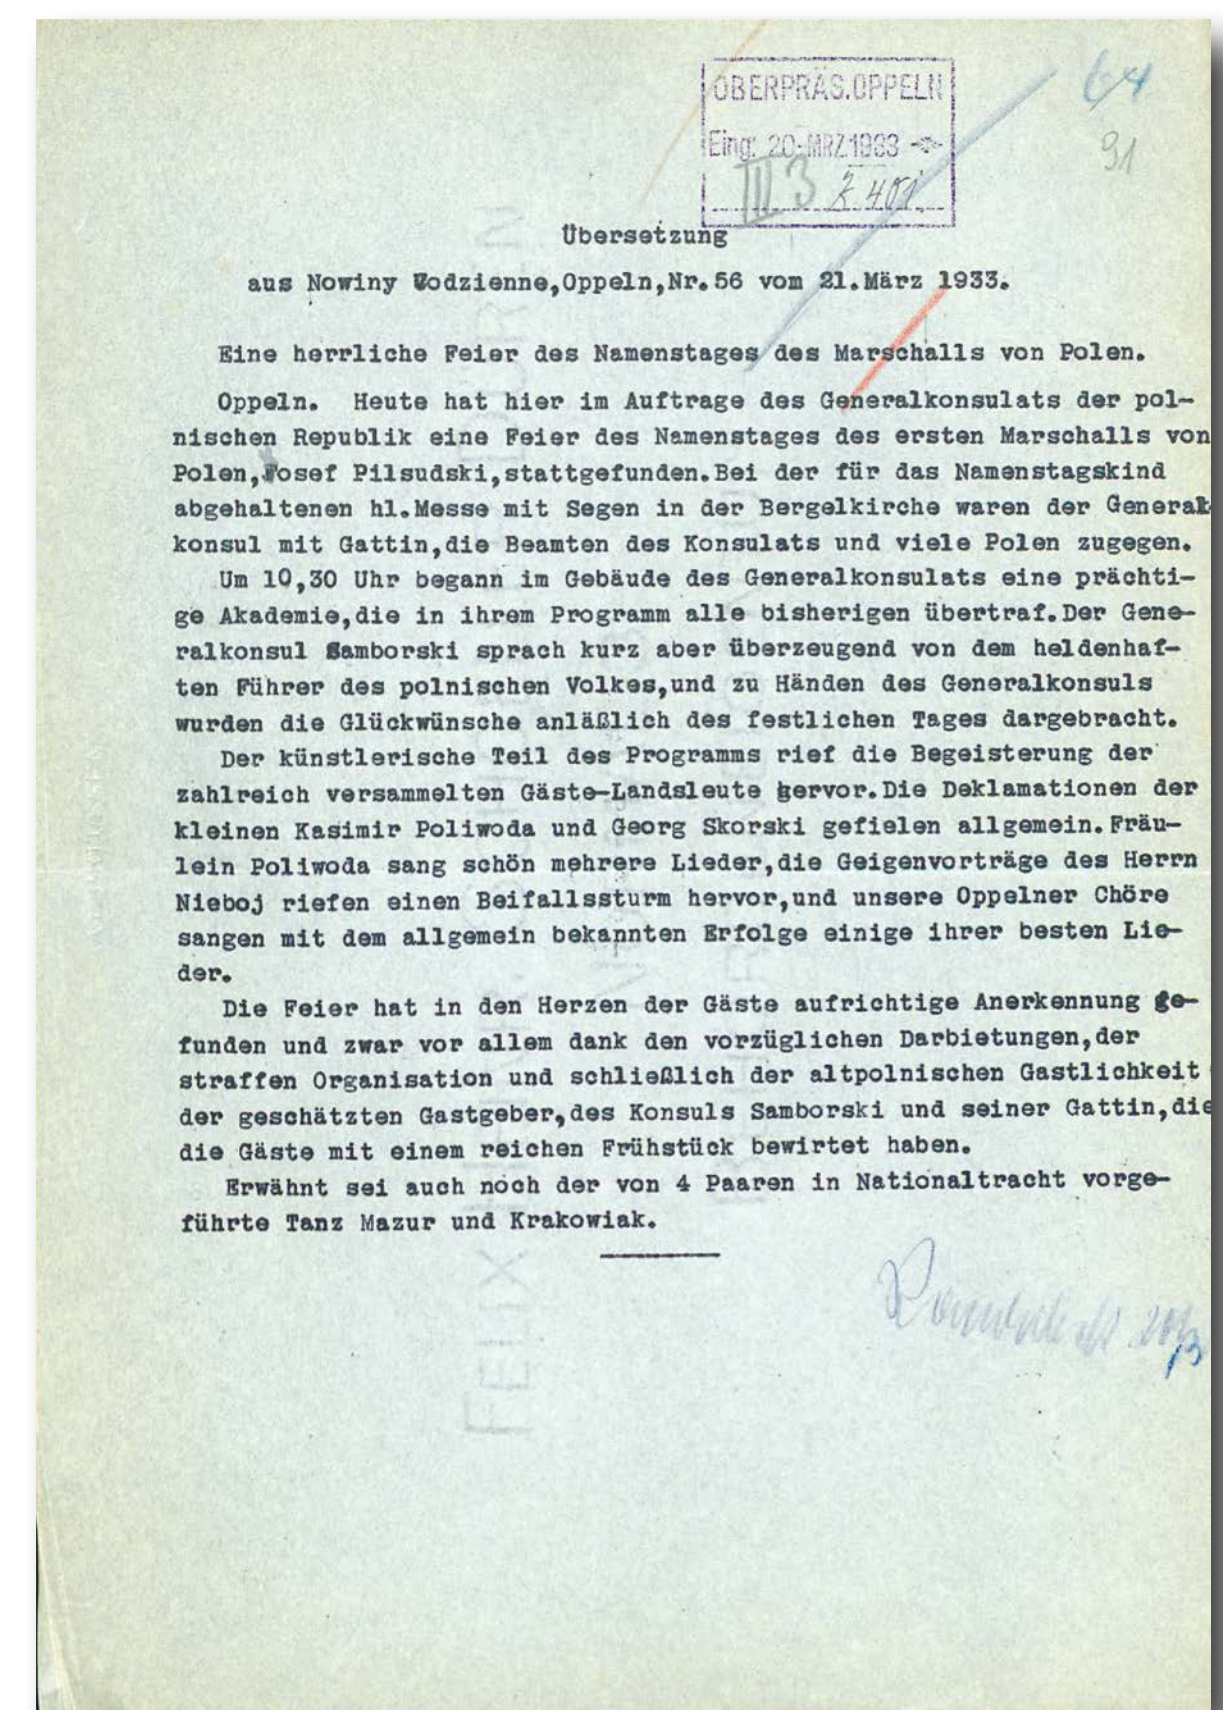 64
91
OBERPRÄS.OPPELN
Eing: 20.MRZ.1933
III 3
Übersetzung
aus Nowiny Codzienne,Oppeln,Nr.56 vom 21.März 1933.
Eine herrliche Feier des Namenstages des Marschalls von Polen.
Oppeln. Heute hat hier im Auftrage des Generalkonsulats der pol-
nischen Republik eine Feier des Namenstages des ersten Marschalls von
Polen,Josef Pilsudski,stattgefunden.Bei der für das Namenstagskind
abgehaltenen hl.Messe mit Segen in der Bergelkirche waren der General
konsul mit Gattin,die Beamten des Konsulats und viele Polen zugegen.
Um 10,30 Uhr begann im Gebäude des Generalkonsulats eine prächti-
ge Akademie,die in ihrem Programm alle bisherigen übertraf.Der Gene-
ralkonsul Samborski sprach kurz aber überzeugend von dem heldenhaf-
ten Führer des polnischen Volkes,und zu Händen des Generalkonsuls
wurden die Glückwünsche anläßlich des festlichen Tages dargebracht.
Der künstlerische Teil des Programms rief die Begeisterung der
zahlreich versammelten Gäste-Landsleute hervor.Die Deklamationen der
kleinen Kasimir Poliwoda und Georg Skorski gefielen allgemein.Fräu-
lein Poliwoda sang schön mehrere Lieder,die Geigenvorträge des Herrn
Nieboj riefen einen Beifallssturm hervor,und unsere Oppelner Chöre
sangen mit dem allgemein bekannten Erfolge einige ihrer besten Lie-
der.
Die Feier hat in den Herzen der Gäste aufrichtige Anerkennung ge-
funden und zwar vor allem dank den vorzüglichen Darbietungen,der
straffen Organisation und schließlich der altpolnischen Gastlichkeit
der geschätzten Gastgeber,des Konsuls Samborski und seiner Gattin,die
die Gäste mit einem reichen Frühstück bewirtet haben.
Erwähnt sei auch noch der von 4 Paaren in Nationaltracht vorge-
führte Tanz Mazur und Krakowiak.